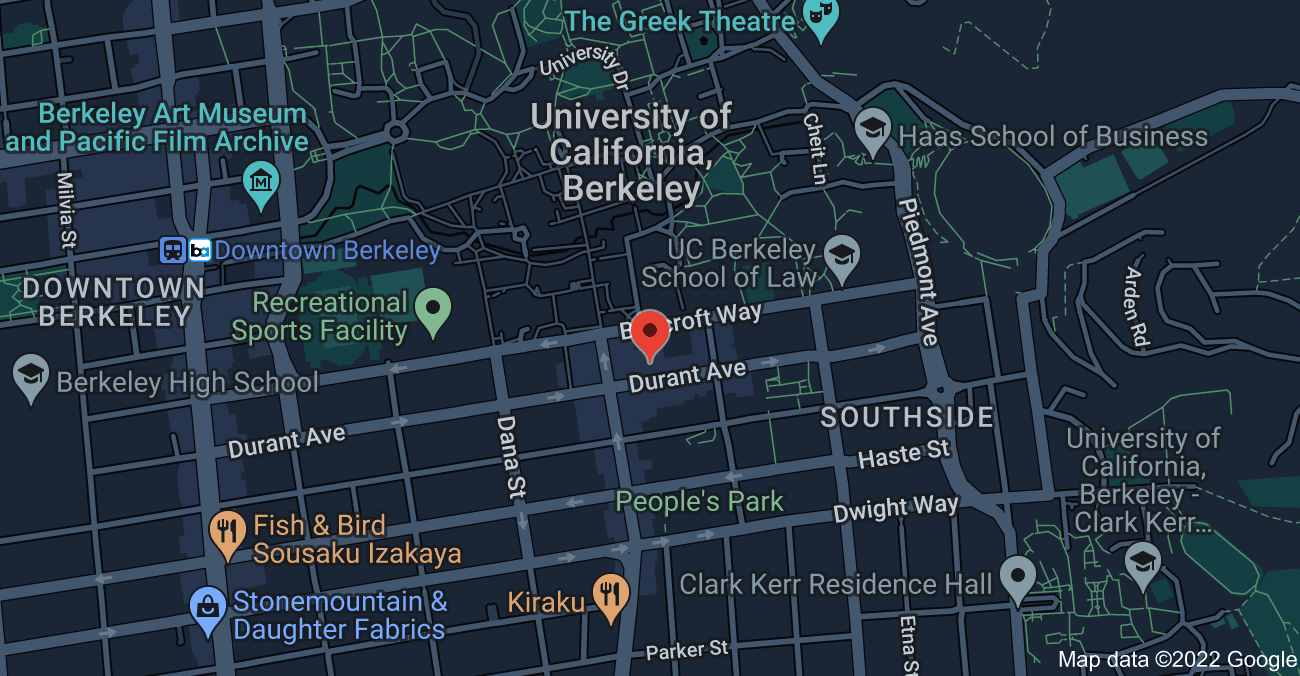 The Greek Theatre
University Dr
Berkeley Art Museum
and Pacific Film Archive
University of
California,
Berkeley
Cheit Ln
Haas School of Business
Milvia St
Piedmont Ave
Downtown Berkeley
UC Berkeley
School of Law
DOWNTOWN
BERKELEY
Recreational
Sports Facility
Arden Rd
croft Way
Berkeley High School
Durant Ave
SOUTHSIDE
Durant Ave
Dana St
Haste St
University of
California,
Berkeley -
Clark Kerr...
People's Park
Dwight Way
Fish & Bird
Sousaku Izakaya
Clark Kerr Residence Hall
Kiraku
Stonemountain &
Daughter Fabrics
Etna St
Parker St
Map data ©2022 Google